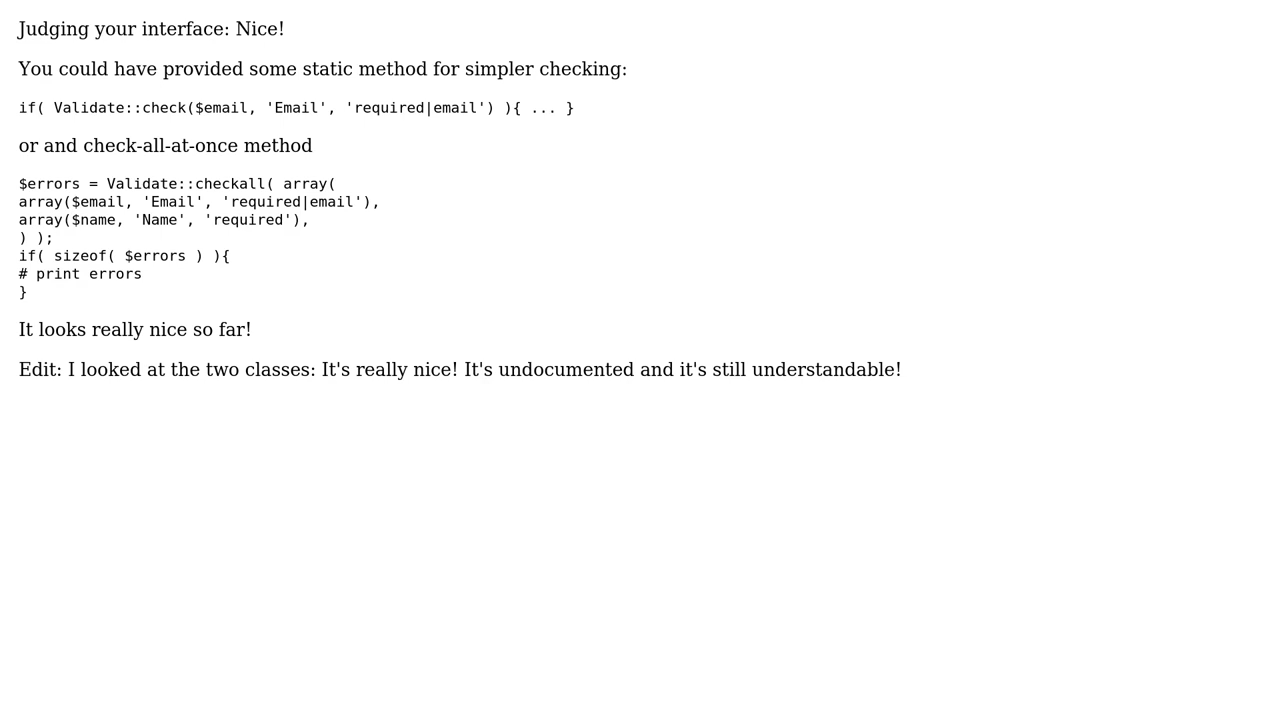 Judging your interface: Nice!
You could have provided some static method for simpler checking:
if( Validate::check($email, 'Email', 'required|email') ){ ... }
or and check-all-at-once method
$errors = Validate::checkall( array(
array($email, 'Email', 'required|email'),
array($name, 'Name', 'required'),
) );
if( sizeof( $errors ) ){
# print errors
}
It looks really nice so far!
Edit: I looked at the two classes: It's really nice! It's undocumented and it's still understandable!